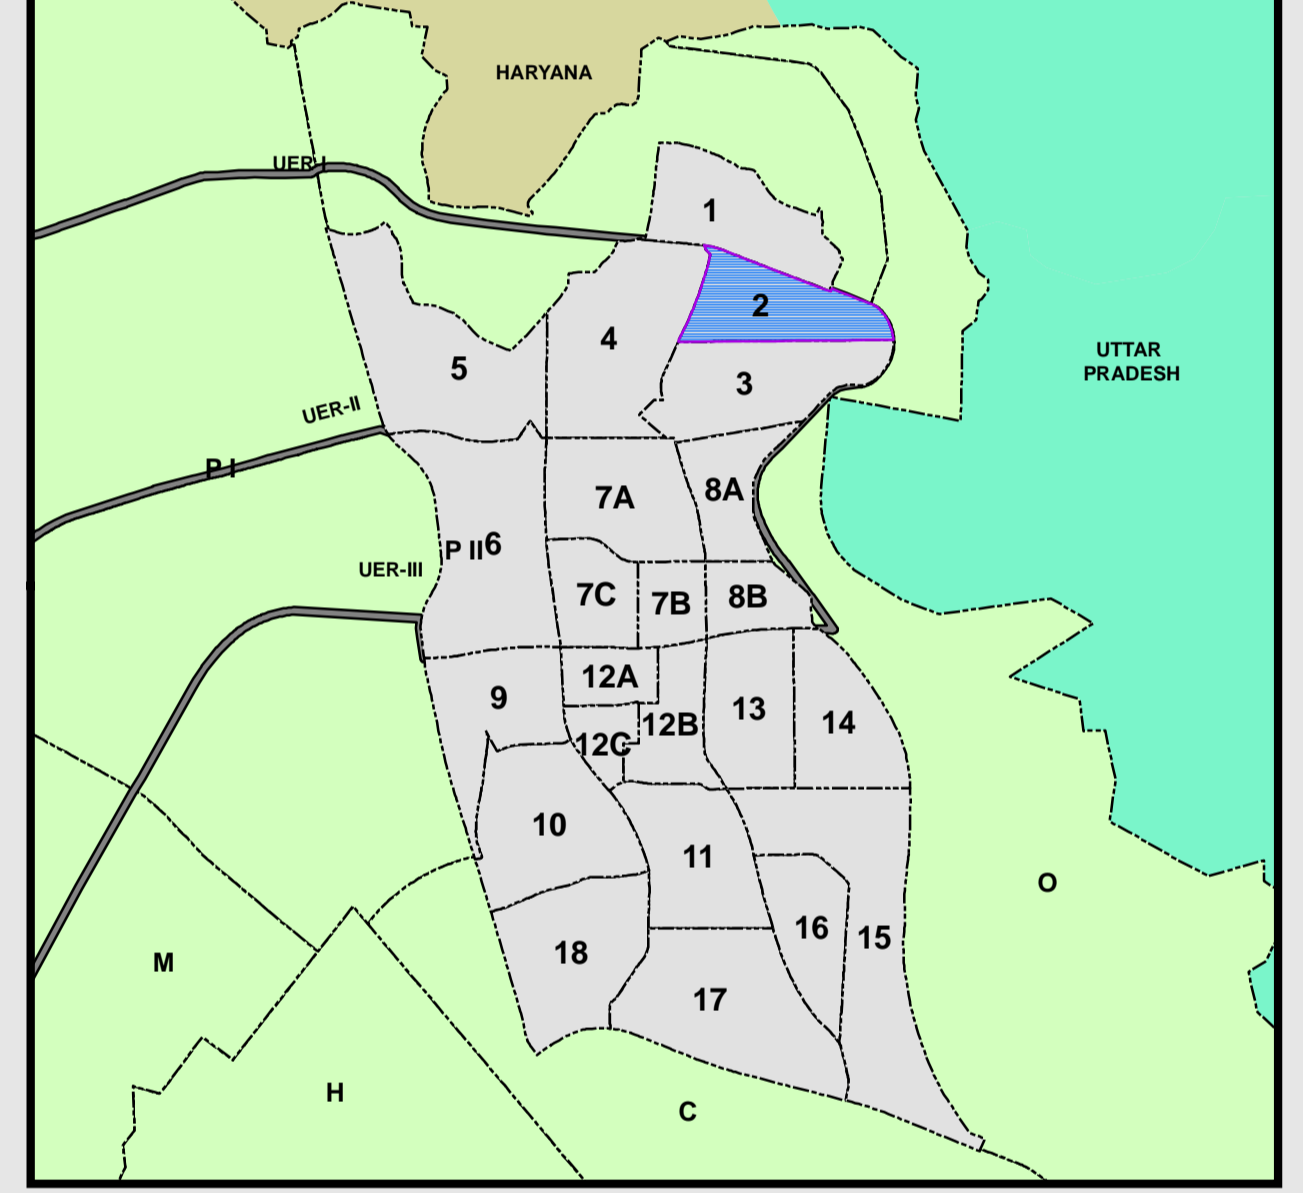 HARYANA
UER I
1
2
4
UTTAR
PRADESH
5
3
UER-II
P I
8A
7A
P II
6
UER-III
7C
7B
8B
12A
9
13
12B
14
12C
10
11
O
16
15
18
M
17
H
C